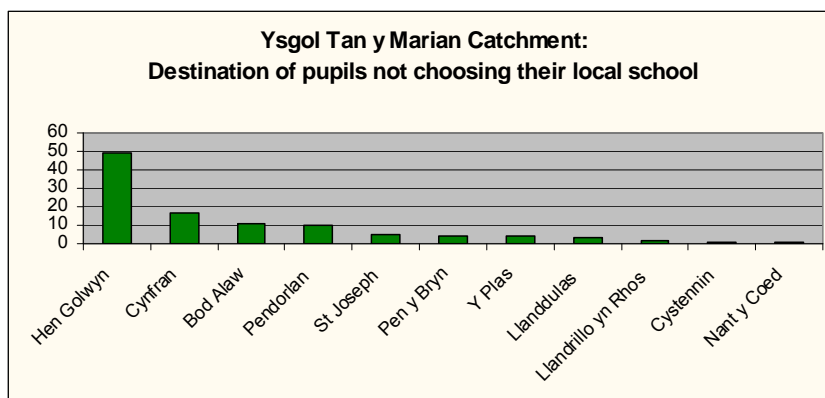 Ysgol Tan y Marian Catchment:
Destination of pupils not choosing their local school
60
50
40
30
20
10
0
Hen Golwyn
Cynfran
Bod Alaw
Pendorlan
St Joseph
Pen y Bryn
Y Plas
Llanddulas
Llandrillo yn Rhos
Cystennin
Nant y Coed